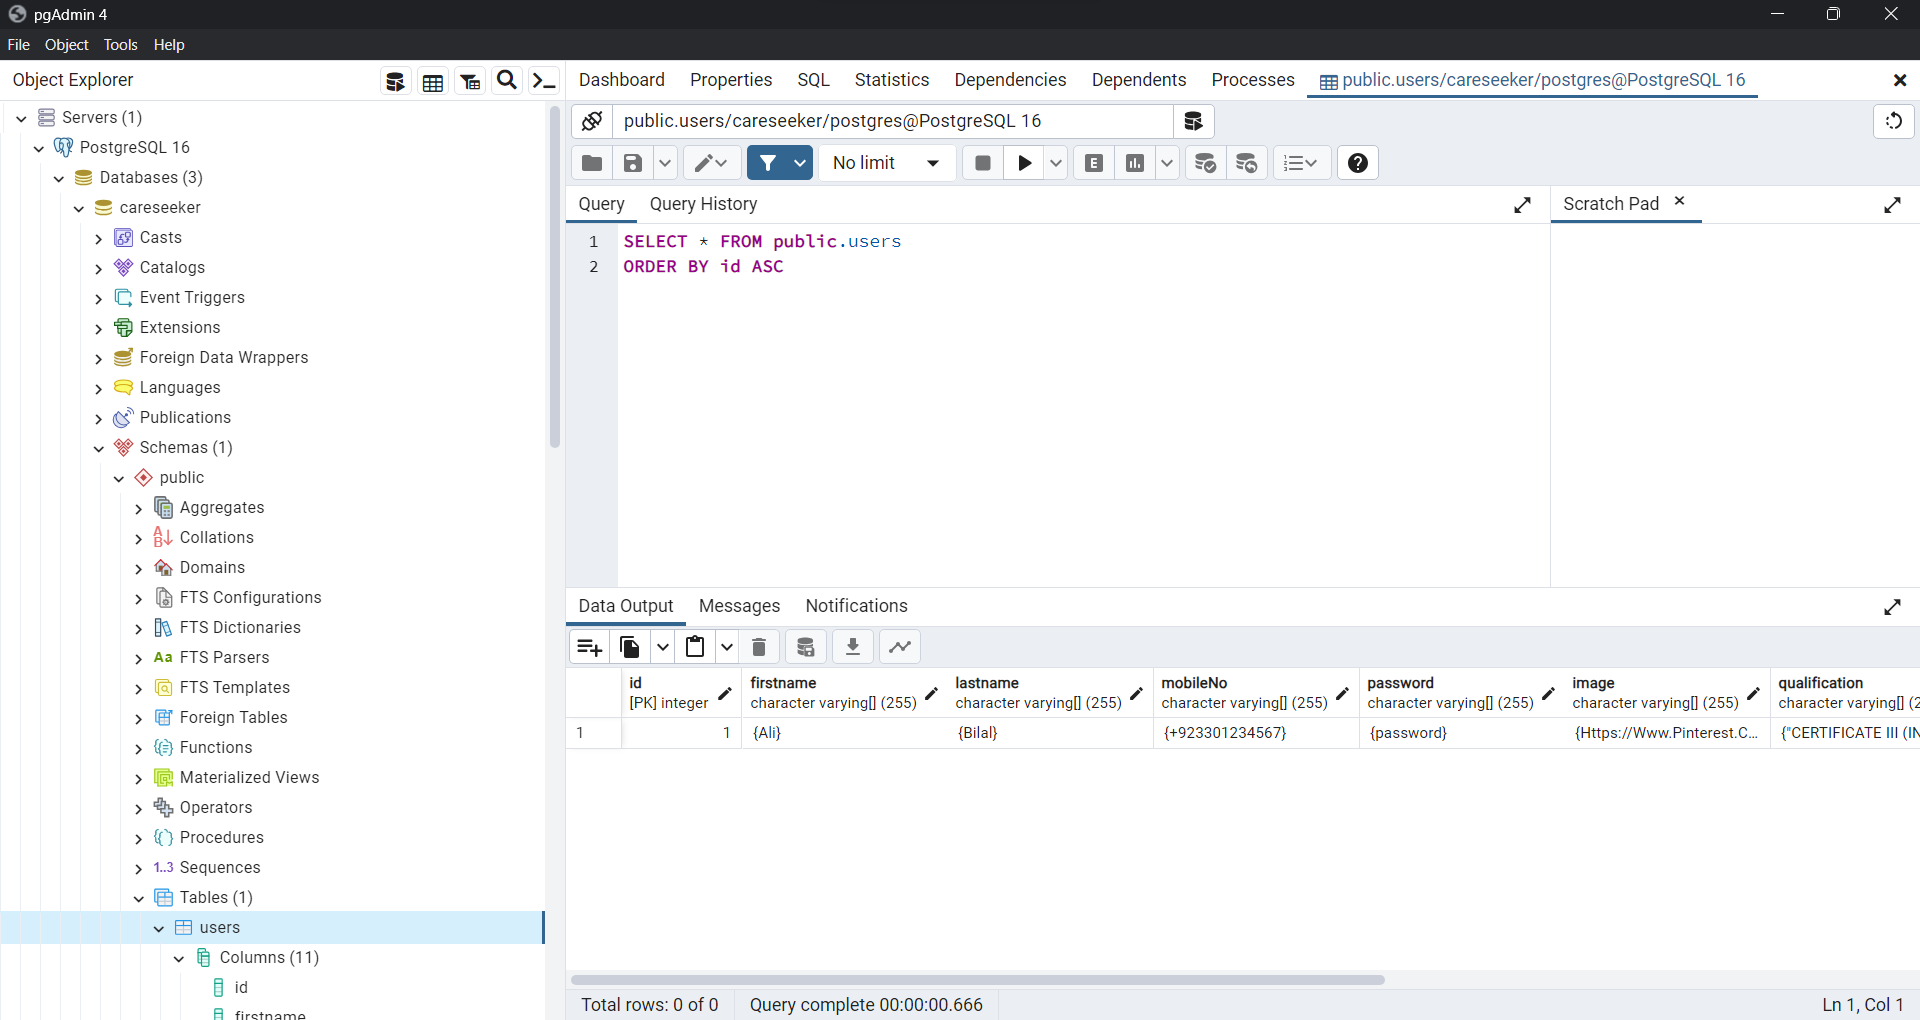 pgAdmin 4
File Object Tools Help
Object Explorer
Servers (1)
PostgreSQL 16
Databases (3)
careseeker
Casts
Catalogs
Event Triggers
Extensions
Foreign Data Wrappers
Languages
Publications
Schemas (1)
public
Aggregates
Collations
Domains
FTS Configurations
FTS Dictionaries
Aa FTS Parsers
FTS Templates
Foreign Tables
Functions
Materialized Views
Operators
Procedures
1..3 Sequences
Tables (1)
users
Columns (11)
id
firstname
Dashboard Properties SQL Statistics Dependencies Dependents Processes public.users/careseeker/postgres@PostgreSQL 16
public.users/careseeker/postgres@PostgreSQL 16
No limit E
Query Query History
Scratch Pad
1 SELECT * FROM public.users
2 ORDER BY id ASC
Data Output Messages Notifications
id firstname lastname mobileNo password image qualification
[PK] integer character varying[] (255) character varying[] (255) character varying[] (255) character varying[] (255) character varying[] (255) character varying[] (2
1 1 {Ali} {Bilal} {+923301234567} {password} {Https://Www.Pinterest.C... {"CERTIFICATE III (IN
Total rows: 0 of 0 Query complete 00:00:00.666 Ln 1, Col 1